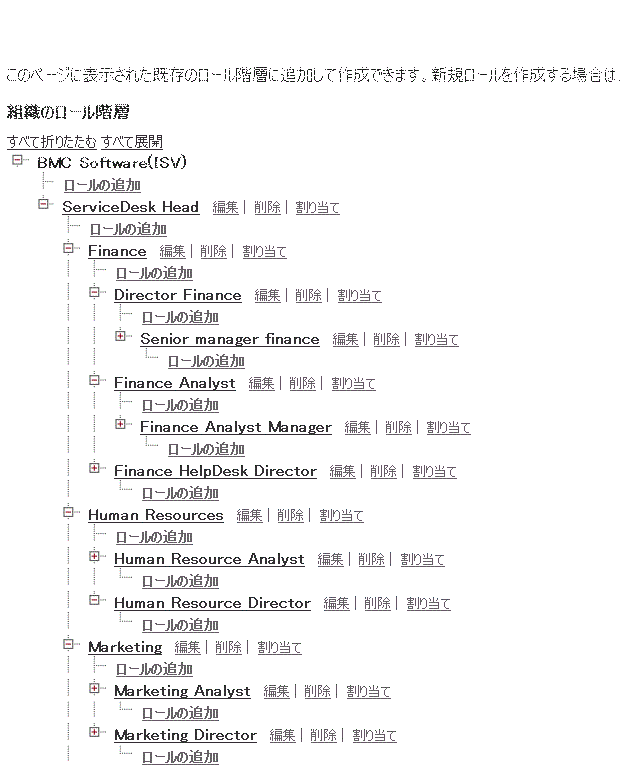 このページに表示された既存のロール階層に追加して作成できます。新規ロールを作成する場合は、
組織のロール階層
すべて折りたたむ すべて展開
BMC Software(ISV)
ロールの追加
ServiceDesk Head 編集 | 削除 | 割り当て
ロールの追加
Finance 編集 | 削除 | 割り当て
ロールの追加
Director Finance 編集 | 削除 | 割り当て
ロールの追加
Senior manager finance 編集 | 削除 | 割り当て
ロールの追加
Finance Analyst 編集 | 削除 | 割り当て
ロールの追加
Finance Analyst Manager 編集 | 削除 | 割り当て
ロールの追加
Finance HelpDesk Director 編集 | 削除 | 割り当て
ロールの追加
Human Resources 編集 | 削除 | 割り当て
ロールの追加
Human Resource Analyst 編集 | 削除 | 割り当て
ロールの追加
Human Resource Director 編集 | 削除 | 割り当て
ロールの追加
Marketing 編集 | 削除 | 割り当て
ロールの追加
Marketing Analyst 編集 | 削除 | 割り当て
ロールの追加
Marketing Director 編集 | 削除 | 割り当て
ロールの追加